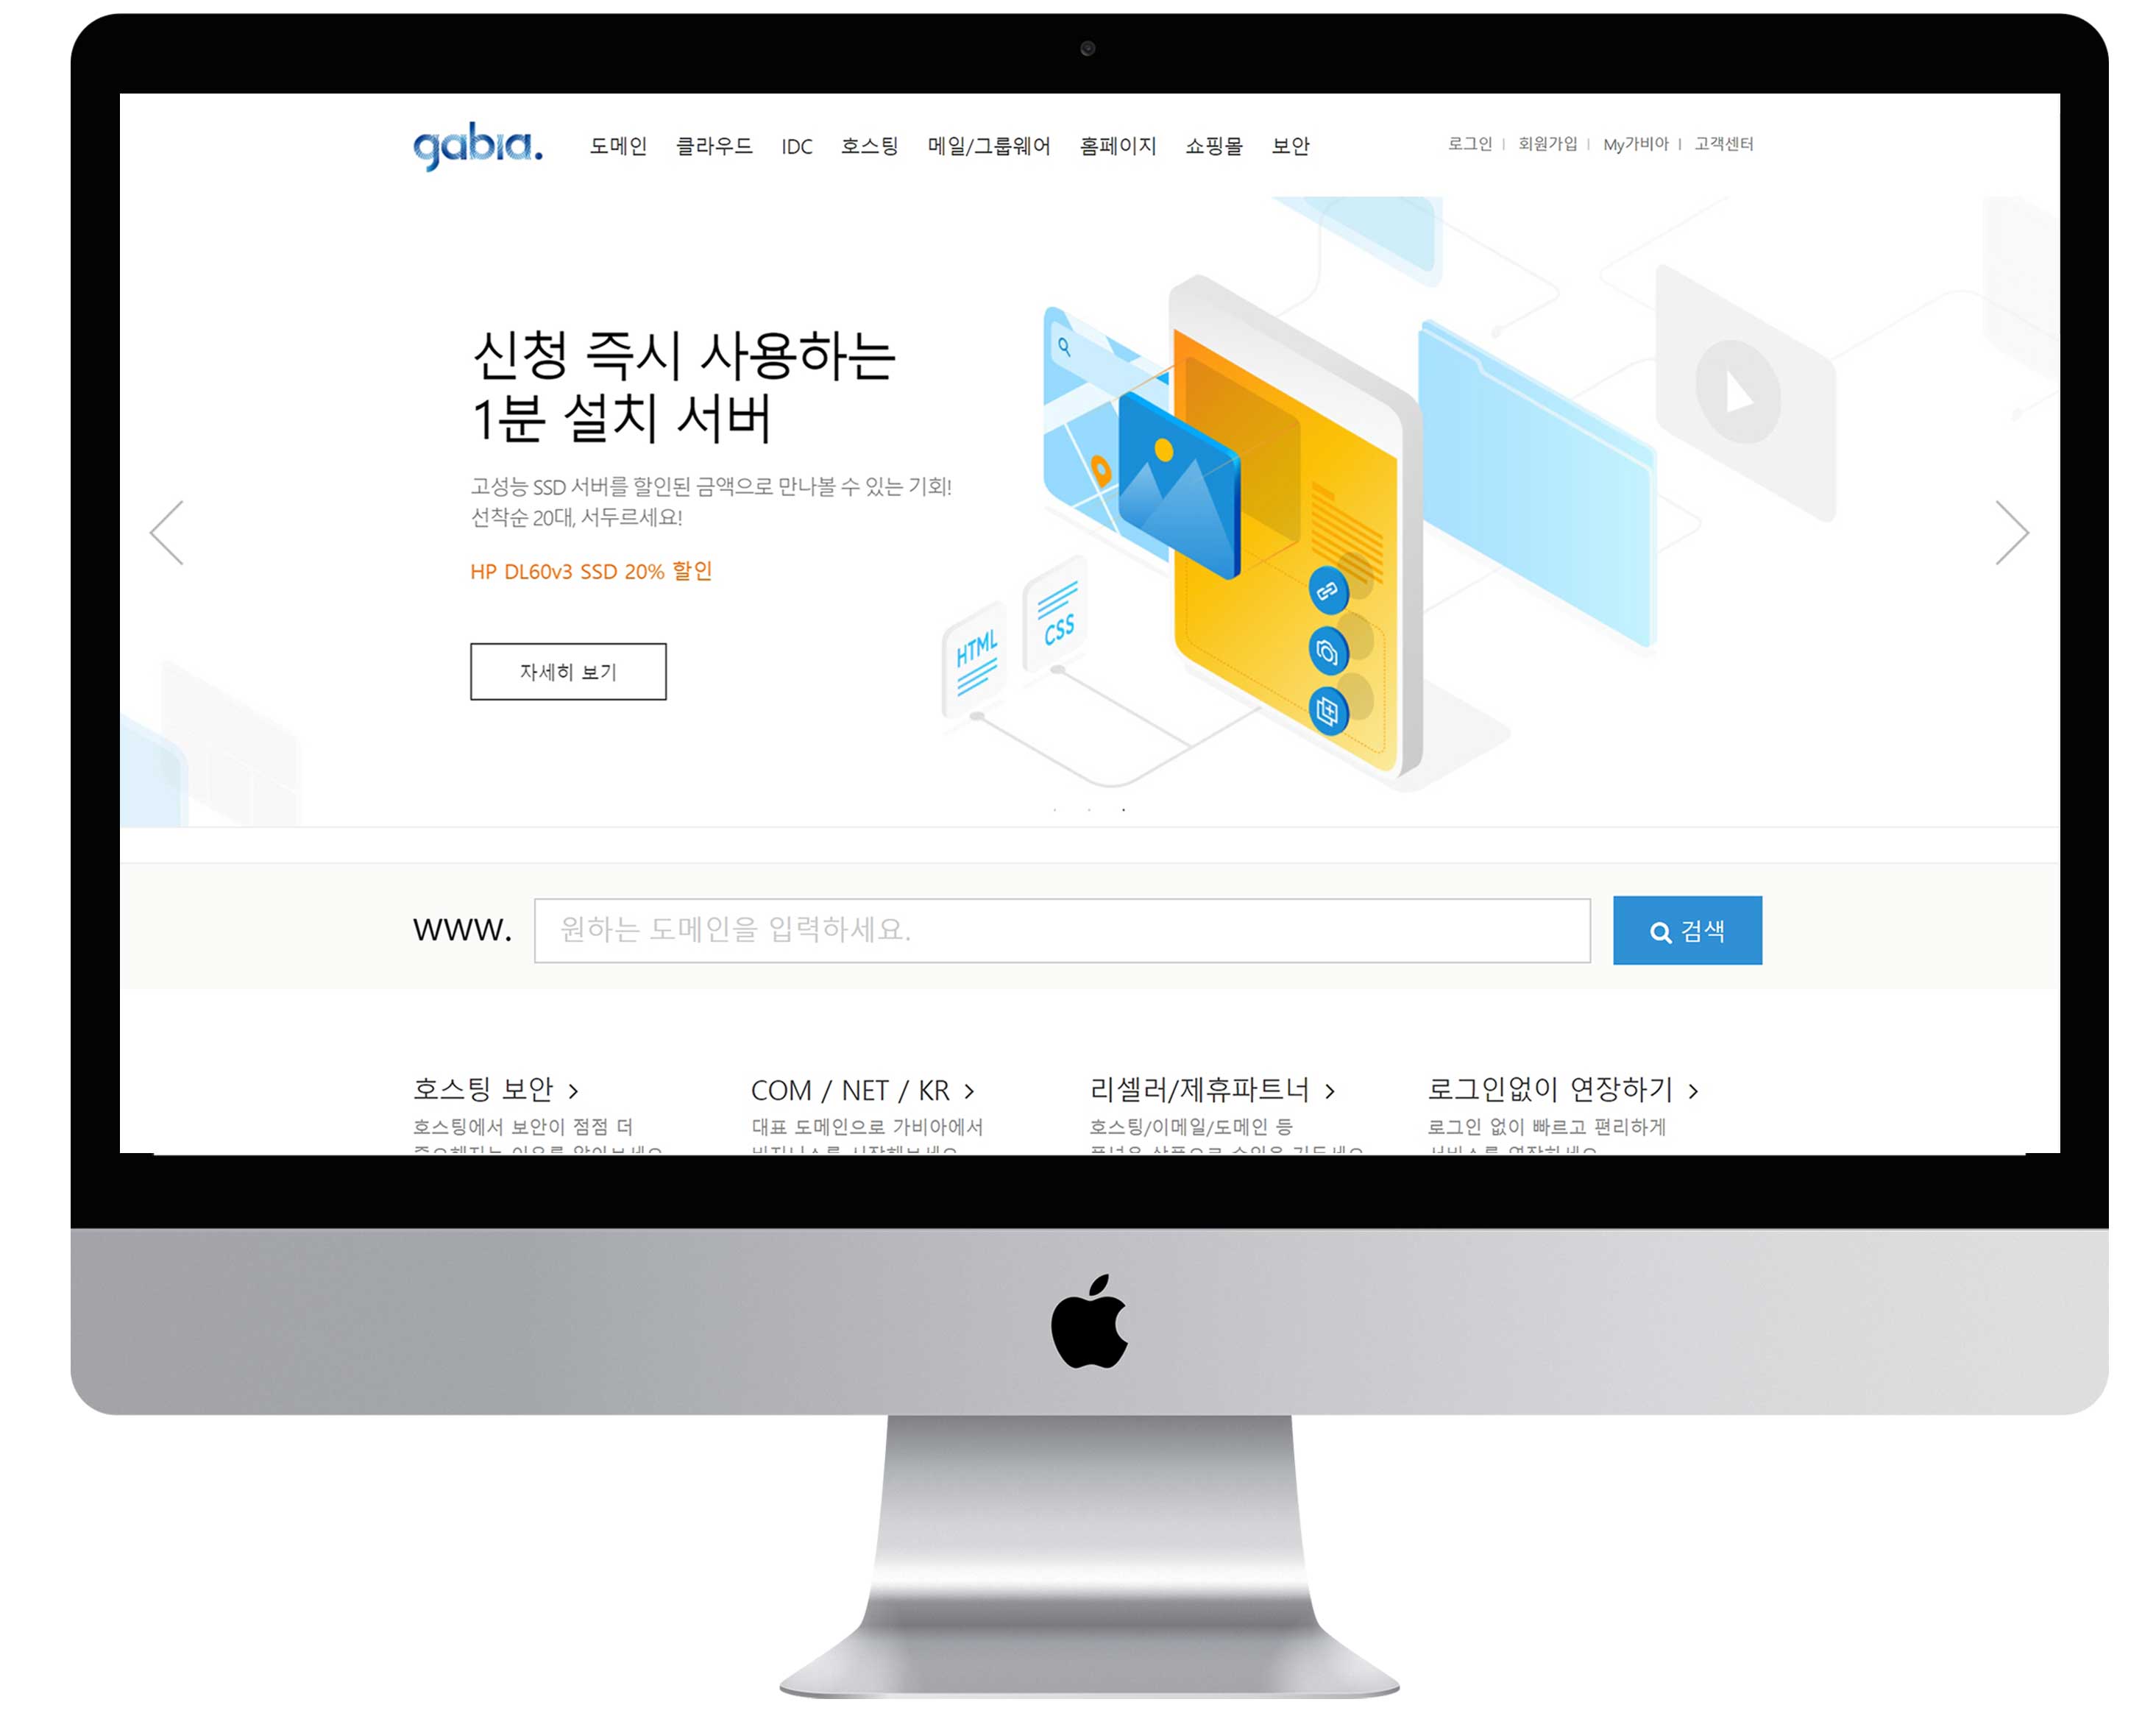 gabia.
도메인 클라우드 IDC 호스팅 메일/그룹웨어 홈페이지 쇼핑몰 보안
로그인 | 회원가입 | My가비아 | 고객센터
신청 즉시 사용하는
1분 설치 서버
고성능 SSD 서버를 할인된 금액으로 만나볼 수 있는 기회!
선착순 20대, 서두르세요!
HP DL60v3 SSD 20% 할인
자세히 보기
HTML
CSS
www.
원하는 도메인을 입력하세요.
검색
호스팅 보안 >
호스팅에서 보안이 점점 더
COM / NET / KR >
대표 도메인으로 가비아에서
리셀러/제휴파트너 >
호스팅/이메일/도메인 등
로그인없이 연장하기 >
로그인 없이 빠르고 편리하게